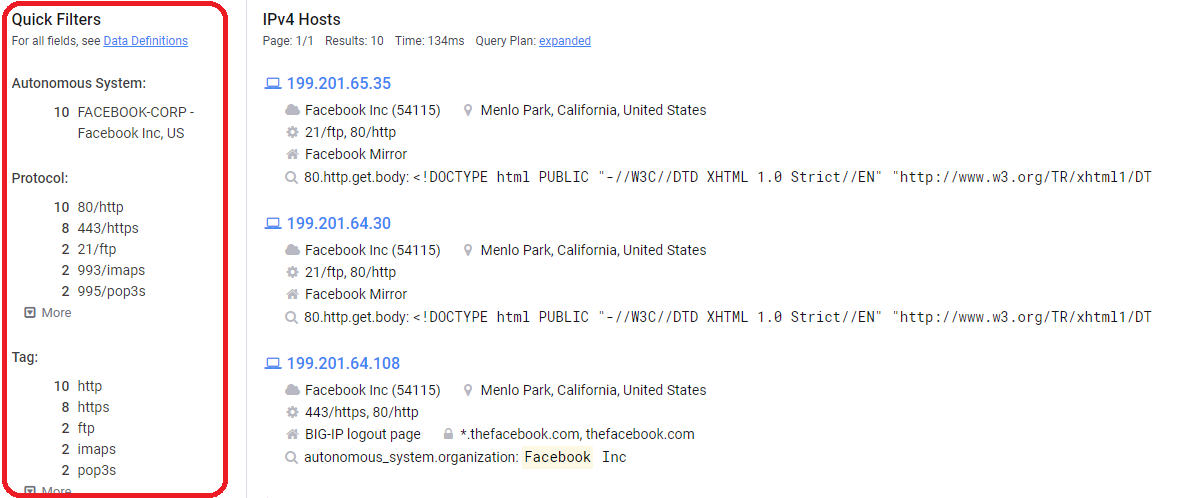 Quick Filters
For all fields, see Data Definitions
Autonomous System:
10 FACEBOOK-CORP -
Facebook Inc, US
Protocol:
10 80/http
8 443/https
2 21/ftp
2 993/imaps
2 995/pop3s
More
Tag:
10 http
8 https
2 ftp
2 imaps
2 pop3s
More
IPv4 Hosts
Page: 1/1 Results: 10 Time: 134ms Query Plan: expanded
199.201.65.35
Facebook Inc (54115) Menlo Park, California, United States
21/ftp, 80/http
Facebook Mirror
80.http.get.body: <!DOCTYPE html PUBLIC "-//W3C//DTD XHTML 1.0 Strict//EN" "http://www.w3.org/TR/xhtml1/DT
199.201.64.30
Facebook Inc (54115) Menlo Park, California, United States
21/ftp, 80/http
Facebook Mirror
80.http.get.body: <!DOCTYPE html PUBLIC "-//W3C//DTD XHTML 1.0 Strict//EN" "http://www.w3.org/TR/xhtml1/DT
199.201.64.108
Facebook Inc (54115) Menlo Park, California, United States
443/https, 80/http
BIG-IP logout page *.thefacebook.com, thefacebook.com
autonomous_system.organization: Facebook Inc